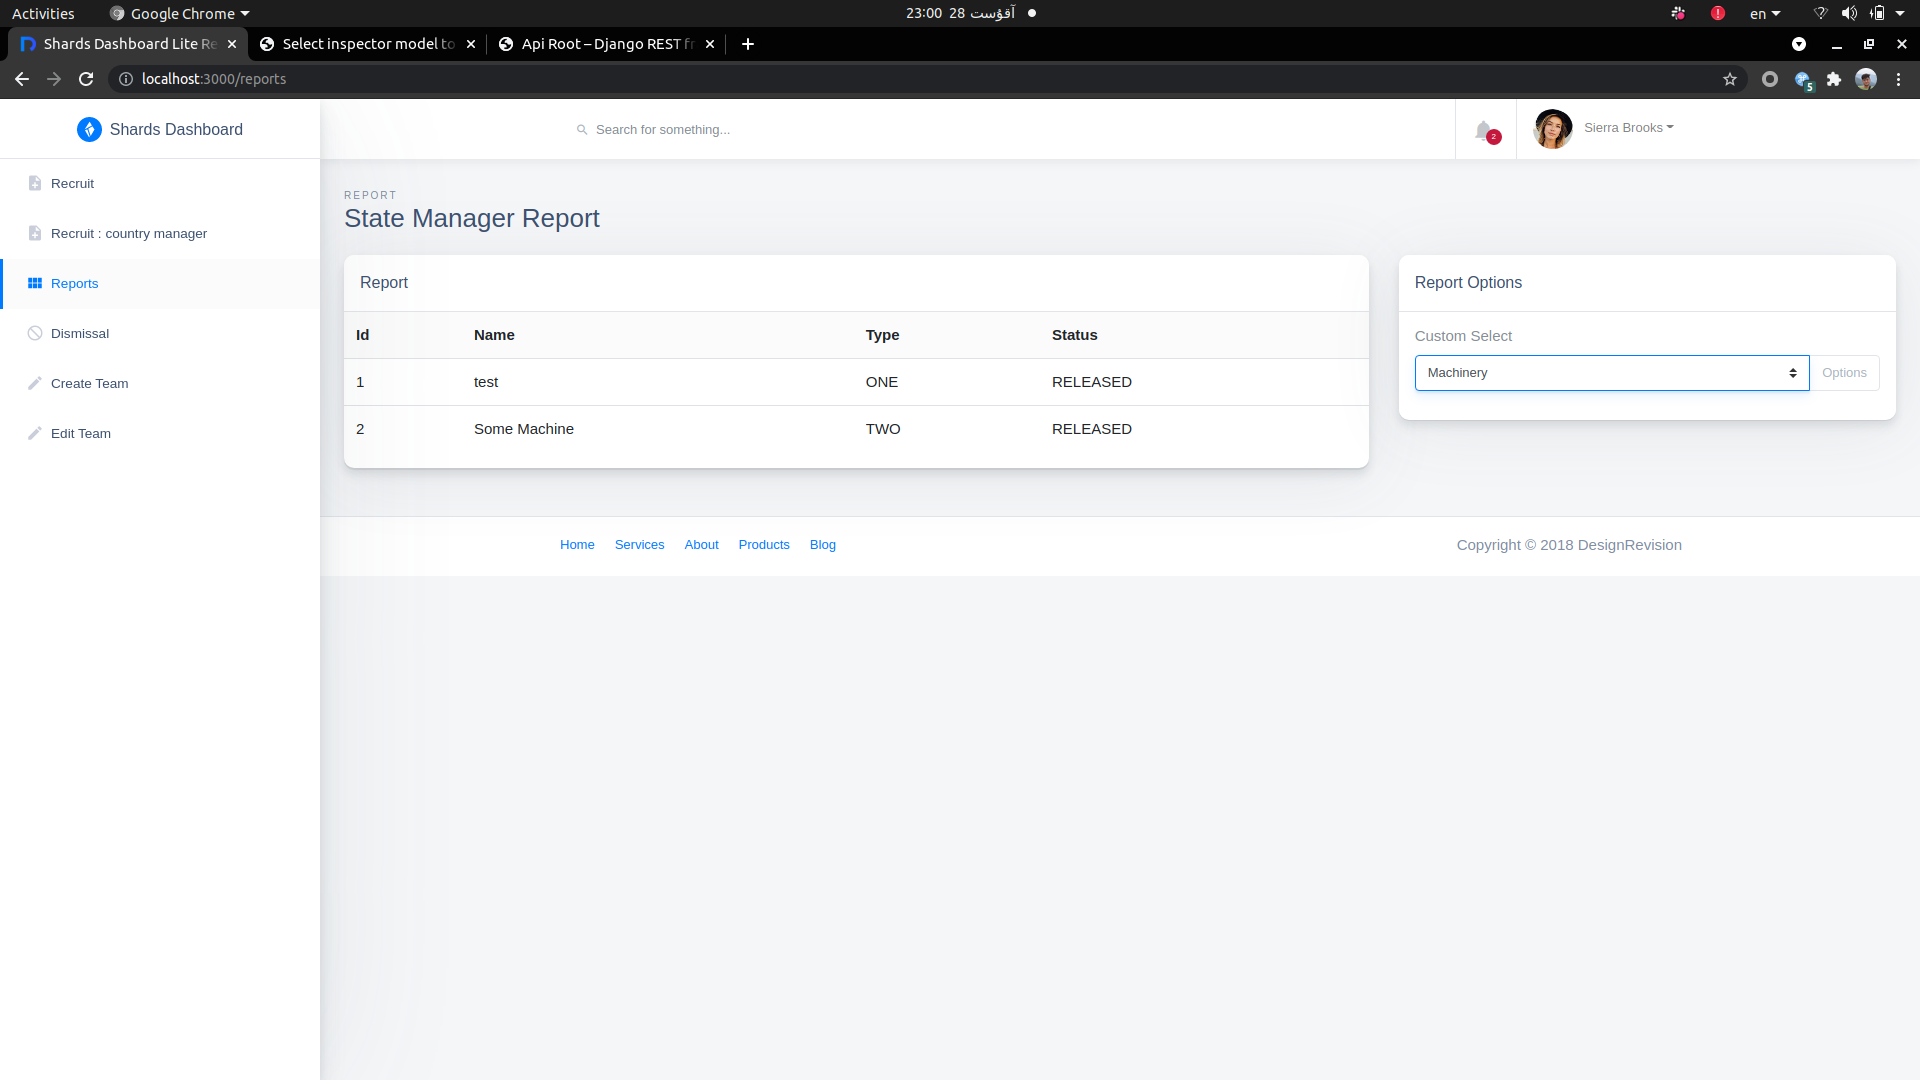 Activities Google Chrome 23:00 28 آقۇست en
Shards Dashboard Lite Re Select inspector model to Api Root – Django REST fr
localhost:3000/reports 5
Shards Dashboard Search for something... 2 Sierra Brooks
Recruit
Recruit : country manager
Reports
Dismissal
Create Team
Edit Team
REPORT
State Manager Report
Report
Id Name Type Status
1 test ONE RELEASED
2 Some Machine TWO RELEASED
Report Options
Custom Select
Machinery Options
Home Services About Products Blog Copyright © 2018 DesignRevision